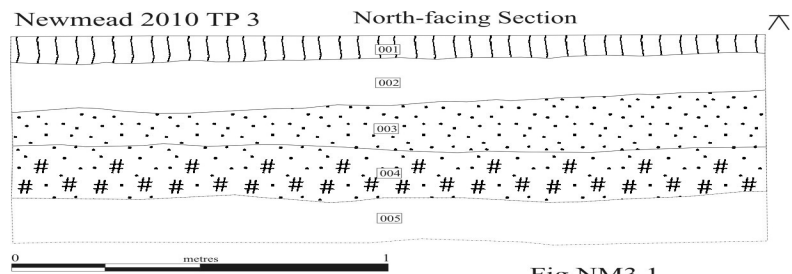 Newmead 2010 TP 3 North-facing Section
001
002
003
004
005
0 metres 1
Fig NM3.1